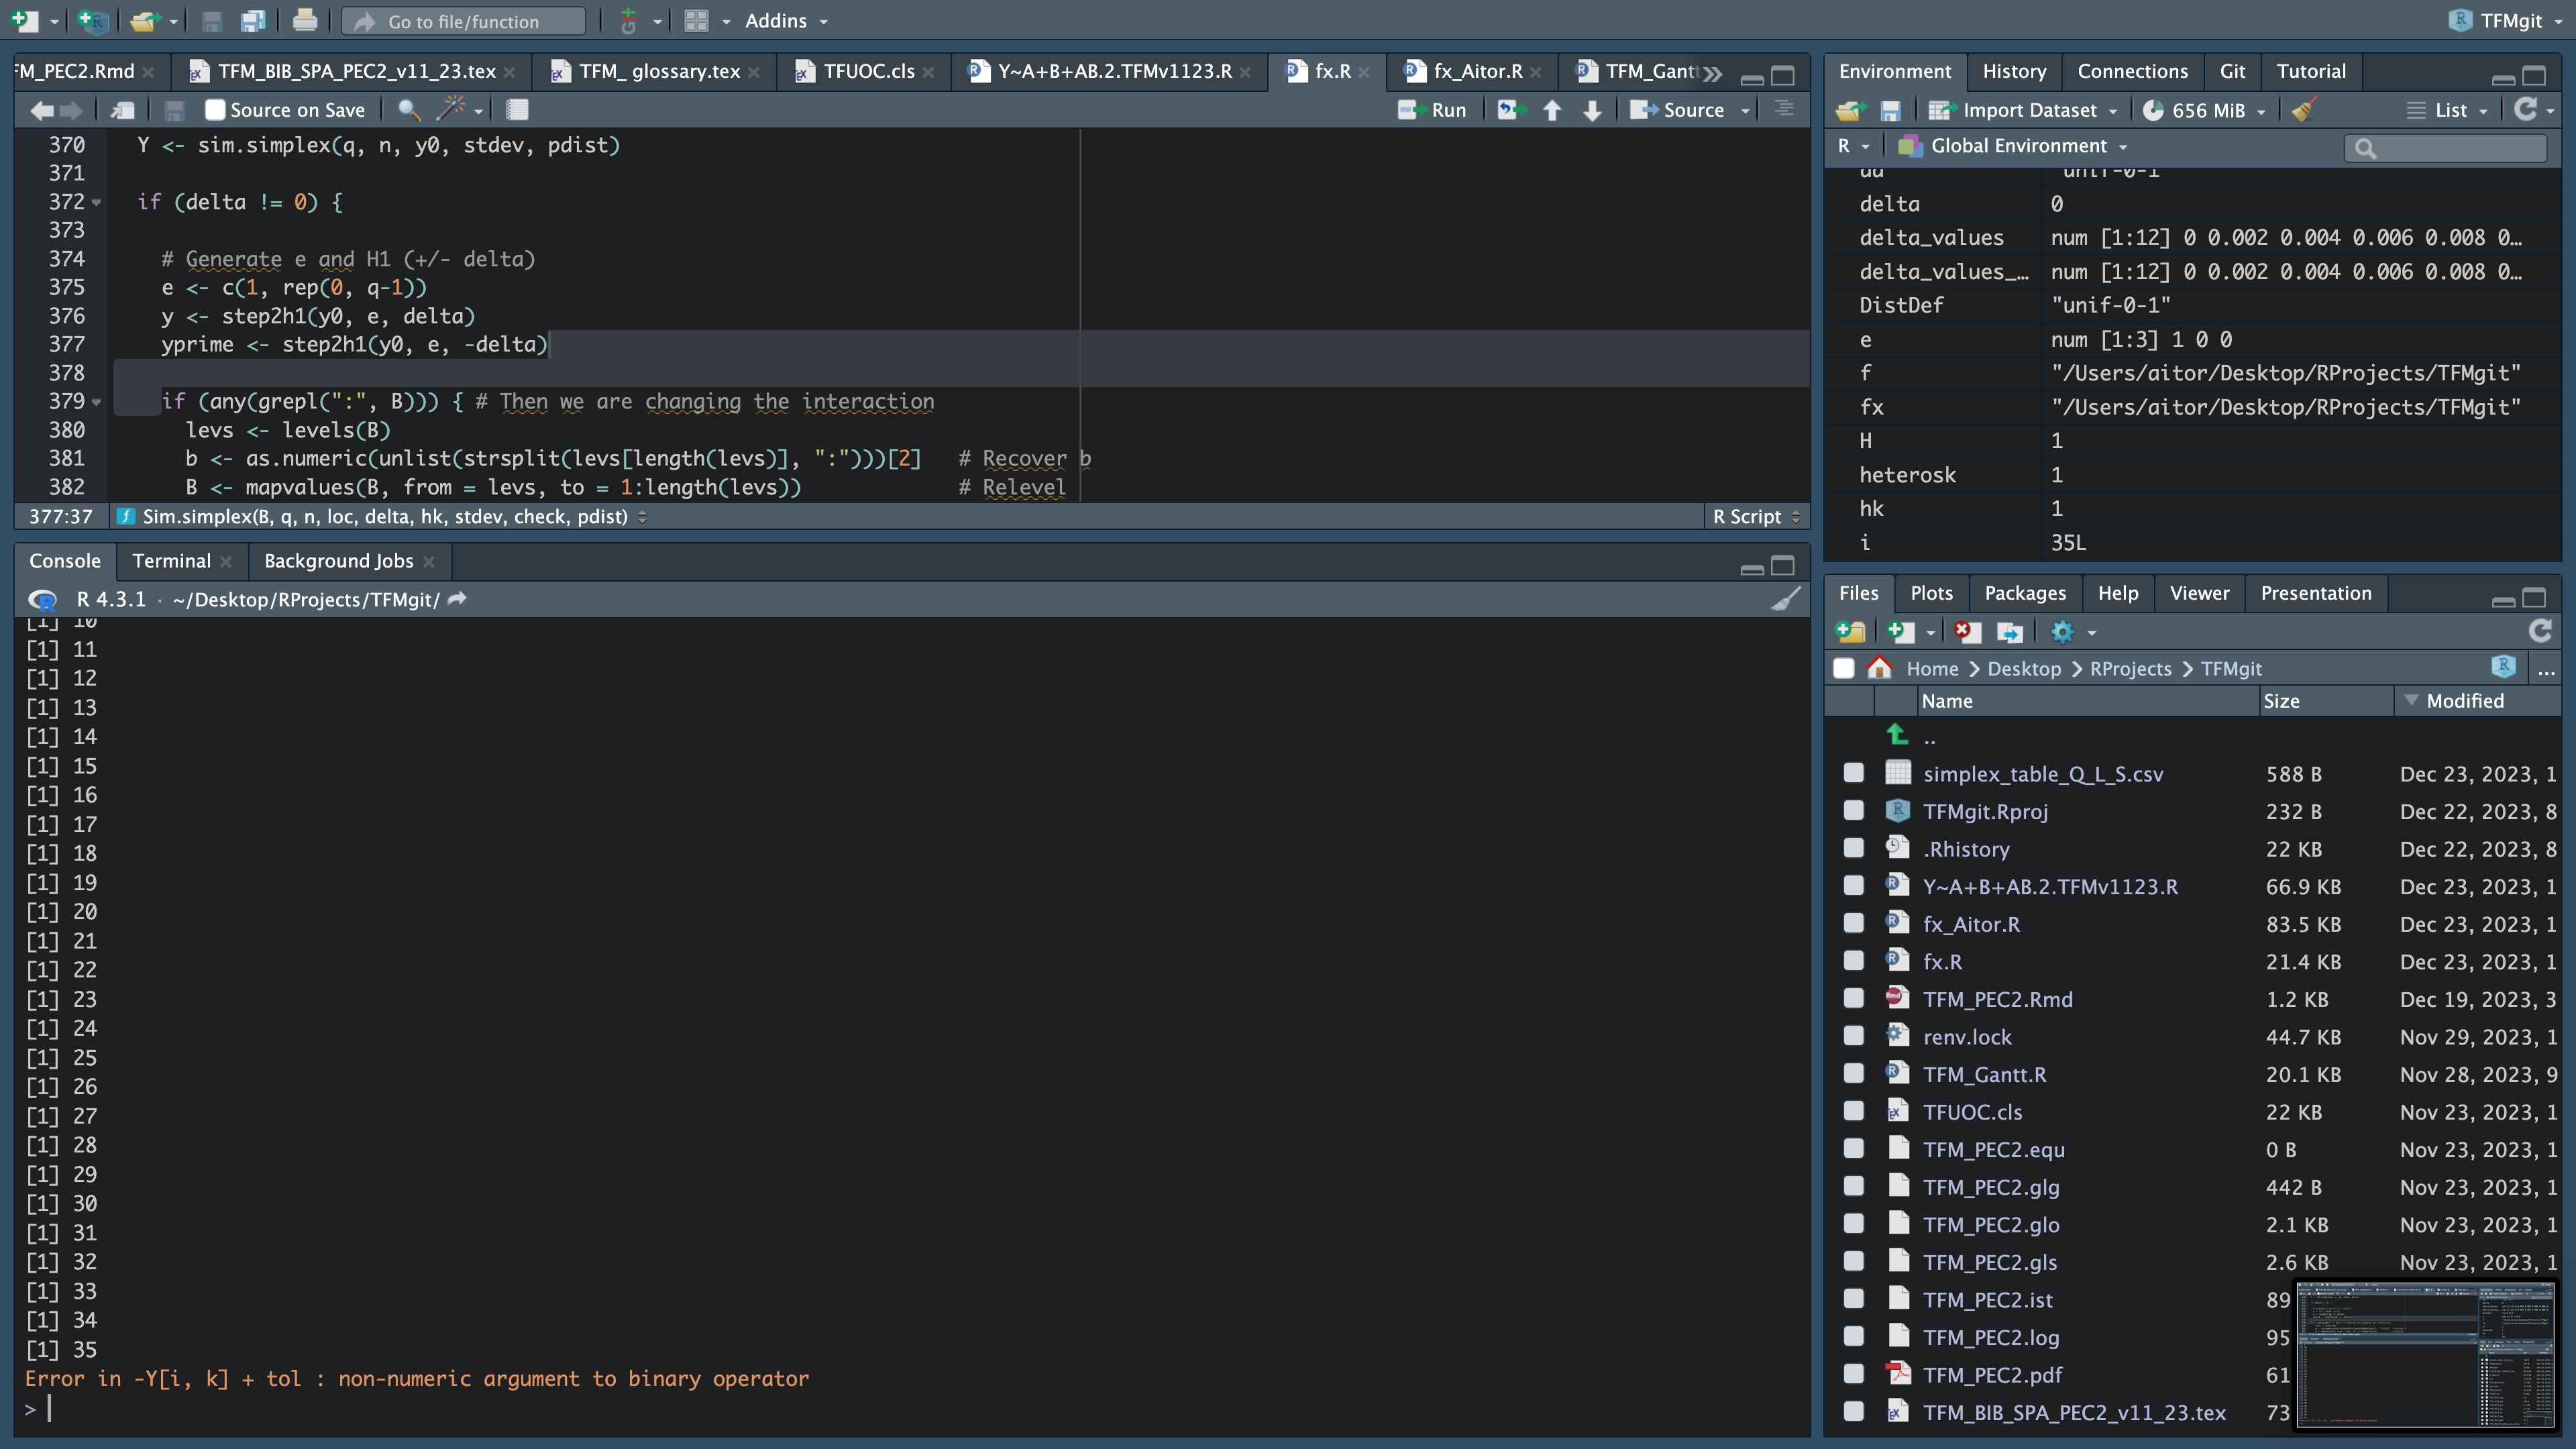 Go to file/function
Addins
TFMgit
FM_PEC2.Rmd
TFM_BIB_SPA_PEC2_v11_23.tex
TFM_ glossary.tex
TFUOC.cls
Y~A+B+AB.2.TFMv1123.R
fx.R
fx_Aitor.R
TFM_Gantt
Source on Save
Run
Source
370 Y <- sim.simplex(q, n, y0, stdev, pdist)
371
372 if (delta != 0) {
373
374 # Generate e and H1 (+/- delta)
375 e <- c(1, rep(0, q-1))
376 y <- step2h1(y0, e, delta)
377 yprime <- step2h1(y0, e, -delta)
378
379 if (any(grepl(":", B))) { # Then we are changing the interaction
380 levs <- levels(B)
381 b <- as.numeric(unlist(strsplit(levs[length(levs)], ":")))[2] # Recover b
382 B <- mapvalues(B, from = levs, to = 1:length(levs)) # Relevel
377:37 Sim.simplex(B, q, n, loc, delta, hk, stdev, check, pdist) R Script
Console Terminal Background Jobs
R 4.3.1 · ~/Desktop/RProjects/TFMgit/
[1] 10
[1] 11
[1] 12
[1] 13
[1] 14
[1] 15
[1] 16
[1] 17
[1] 18
[1] 19
[1] 20
[1] 21
[1] 22
[1] 23
[1] 24
[1] 25
[1] 26
[1] 27
[1] 28
[1] 29
[1] 30
[1] 31
[1] 32
[1] 33
[1] 34
[1] 35
Error in -Y[i, k] + tol : non-numeric argument to binary operator
>
Environment History Connections Git Tutorial
Import Dataset 656 MiB List
R Global Environment
dd "unif-0-1"
delta 0
delta_values num [1:12] 0 0.002 0.004 0.006 0.008 0…
delta_values_… num [1:12] 0 0.002 0.004 0.006 0.008 0…
DistDef "unif-0-1"
e num [1:3] 1 0 0
f "/Users/aitor/Desktop/RProjects/TFMgit"
fx "/Users/aitor/Desktop/RProjects/TFMgit"
H 1
heterosk 1
hk 1
i 35L
Files Plots Packages Help Viewer Presentation
Home Desktop RProjects TFMgit ...
Name Size Modified
..
simplex_table_Q_L_S.csv 588 B Dec 23, 2023, 1
TFMgit.Rproj 232 B Dec 22, 2023, 8
.Rhistory 22 KB Dec 22, 2023, 8
Y~A+B+AB.2.TFMv1123.R 66.9 KB Dec 23, 2023, 1
fx_Aitor.R 83.5 KB Dec 23, 2023, 1
fx.R 21.4 KB Dec 23, 2023, 1
TFM_PEC2.Rmd 1.2 KB Dec 19, 2023, 3
renv.lock 44.7 KB Nov 29, 2023, 1
TFM_Gantt.R 20.1 KB Nov 28, 2023, 9
TFUOC.cls 22 KB Nov 23, 2023, 1
TFM_PEC2.equ 0 B Nov 23, 2023, 1
TFM_PEC2.glg 442 B Nov 23, 2023, 1
TFM_PEC2.glo 2.1 KB Nov 23, 2023, 1
TFM_PEC2.gls 2.6 KB Nov 23, 2023, 1
TFM_PEC2.ist 89
TFM_PEC2.log 95
TFM_PEC2.pdf 61
TFM_BIB_SPA_PEC2_v11_23.tex 73